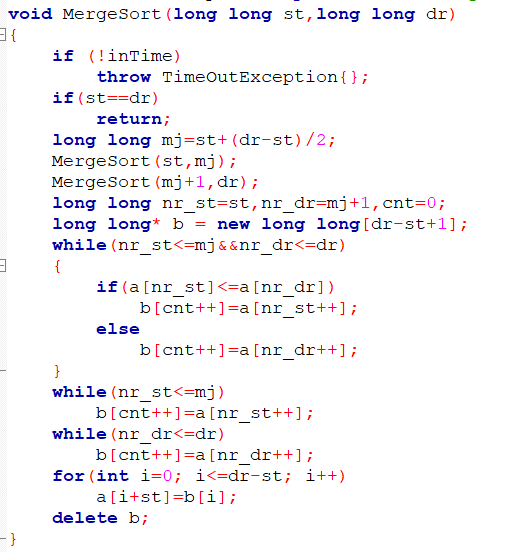 void MergeSort(long long st,long long dr)
{
    if (!inTime)
        throw TimeOutException{};
    if(st==dr)
        return;
    long long mj=st+(dr-st)/2;
    MergeSort(st,mj);
    MergeSort(mj+1,dr);
    long long nr_st=st,nr_dr=mj+1,cnt=0;
    long long* b = new long long[dr-st+1];
    while(nr_st<=mj&&nr_dr<=dr)
    {
        if(a[nr_st]<=a[nr_dr])
            b[cnt++]=a[nr_st++];
        else
            b[cnt++]=a[nr_dr++];
    }
    while(nr_st<=mj)
        b[cnt++]=a[nr_st++];
    while(nr_dr<=dr)
        b[cnt++]=a[nr_dr++];
    for(int i=0; i<=dr-st; i++)
        a[i+st]=b[i];
    delete b;
}